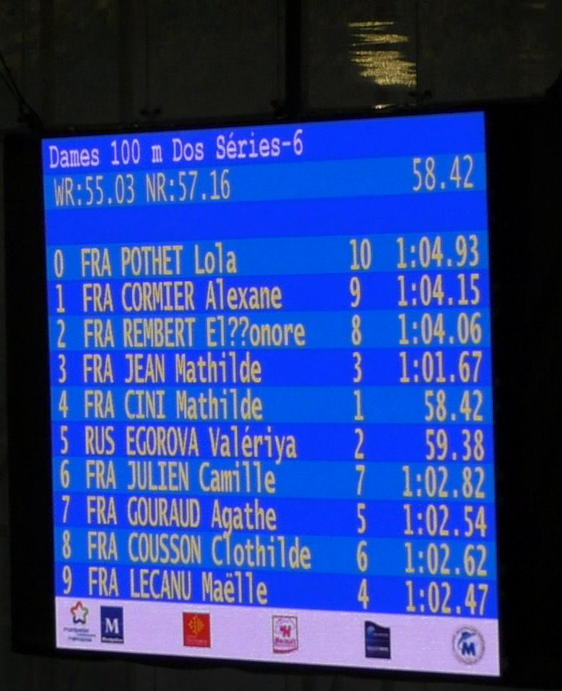 Dames 100 m Dos Séries-6
WR:55.03 NR:57.16 58.42
0 FRA POTHET Lola 10 1:04.93
1 FRA CORMIER Alexane 9 1:04.15
2 FRA REMBERT El??onore 8 1:04.06
3 FRA JEAN Mathilde 3 1:01.67
4 FRA CINI Mathilde 1 58.42
5 RUS EGOROVA Valériya 2 59.38
6 FRA JULIEN Camille 7 1:02.82
7 FRA GOURAUD Agathe 5 1:02.54
8 FRA COUSSON Clothilde 6 1:02.62
9 FRA LECANU Maëlle 4 1:02.47
M M